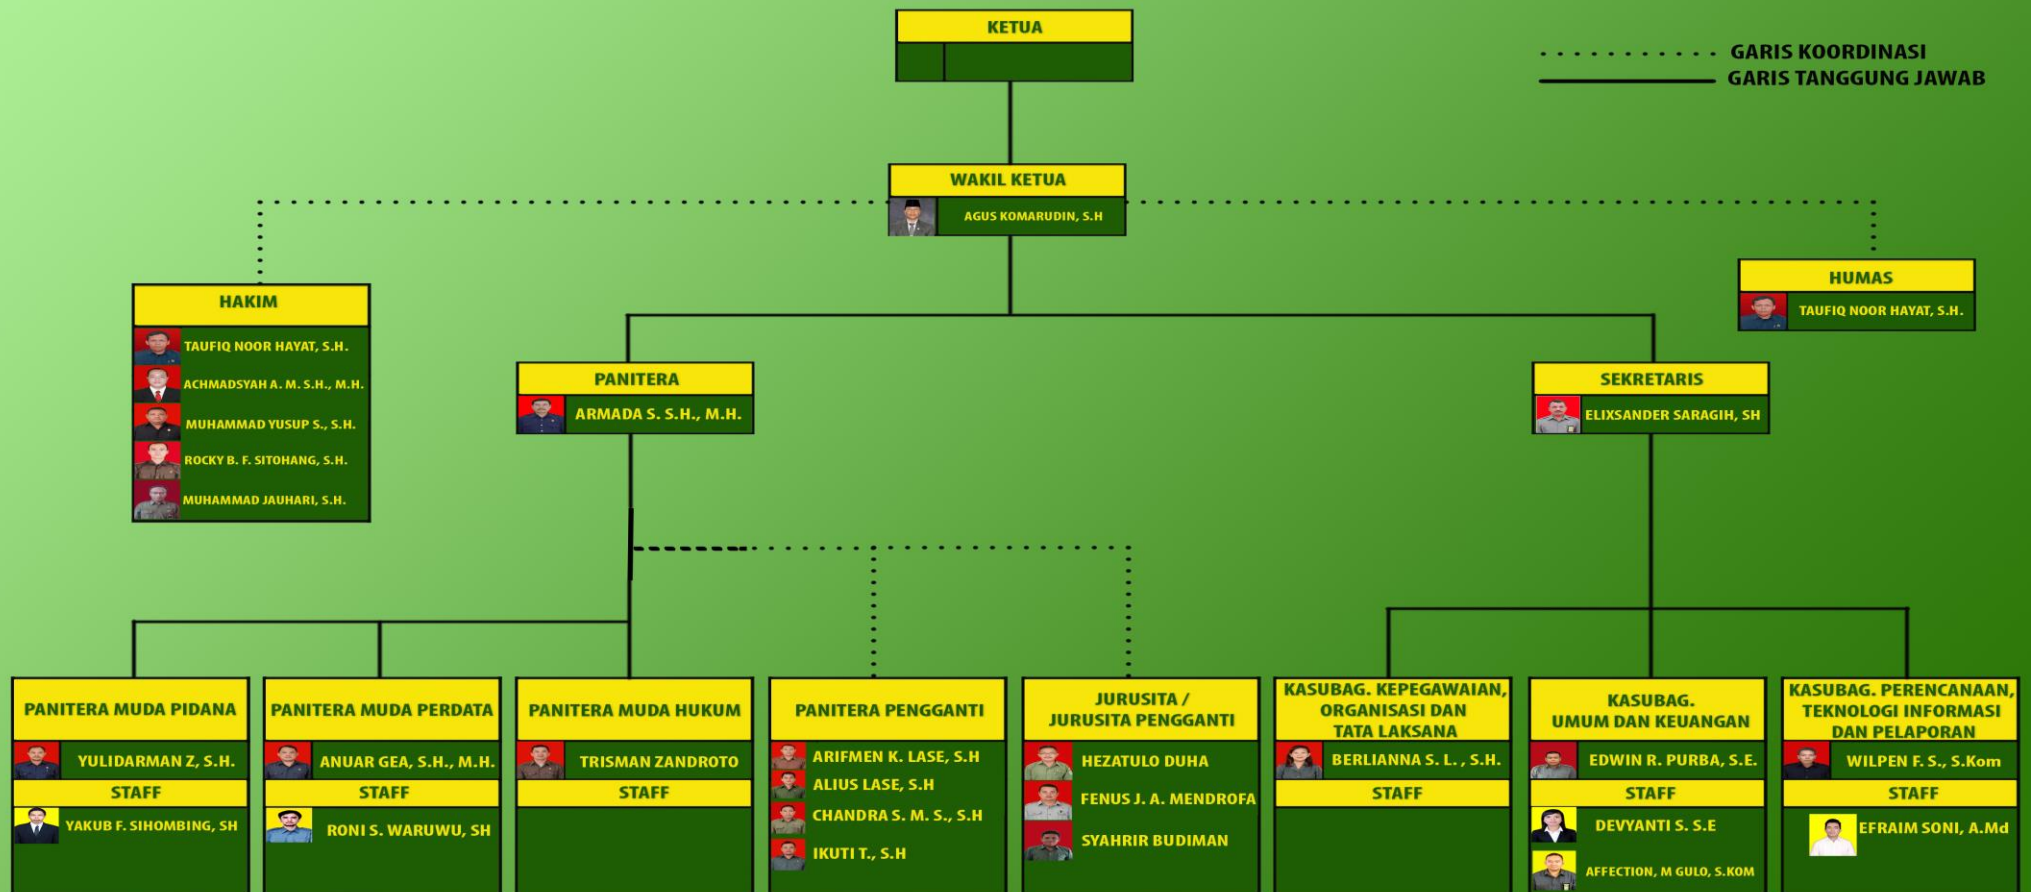 KETUA
GARIS KOORDINASI
GARIS TANGGUNG JAWAB
WAKIL KETUA
AGUS KOMARUDIN, S.H
HAKIM
TAUFIQ NOOR HAYAT, S.H.
ACHMADSYAH A. M. S.H., M.H.
MUHAMMAD YUSUP S., S.H.
ROCKY B. F. SITOHANG, S.H.
MUHAMMAD JAUHARI, S.H.
HUMAS
TAUFIQ NOOR HAYAT, S.H.
PANITERA
ARMADA S. S.H., M.H.
SEKRETARIS
ELIXSANDER SARAGIH, SH
PANITERA MUDA PIDANA
YULIDARMAN Z, S.H.
STAFF
YAKUB F. SIHOMBING, SH
PANITERA MUDA PERDATA
ANUAR GEA, S.H., M.H.
STAFF
RONI S. WARUWU, SH
PANITERA MUDA HUKUM
TRISMAN ZANDROTO
STAFF
PANITERA PENGGANTI
ARIFMEN K. LASE, S.H
ALIUS LASE, S.H
CHANDRA S. M. S., S.H
IKUTI T., S.H
JURUSITA /
JURUSITA PENGGANTI
HEZATULO DUHA
FENUS J. A. MENDROFA
SYAHRIR BUDIMAN
KASUBAG. KEPEGAWAIAN,
ORGANISASI DAN
TATA LAKSANA
BERLIANNA S. L. , S.H.
STAFF
KASUBAG.
UMUM DAN KEUANGAN
EDWIN R. PURBA, S.E.
STAFF
DEVYANTI S. S.E
AFFECTION, M GULO, S.KOM
KASUBAG. PERENCANAAN,
TEKNOLOGI INFORMASI
DAN PELAPORAN
WILPEN F. S., S.Kom
STAFF
EFRAIM SONI, A.Md